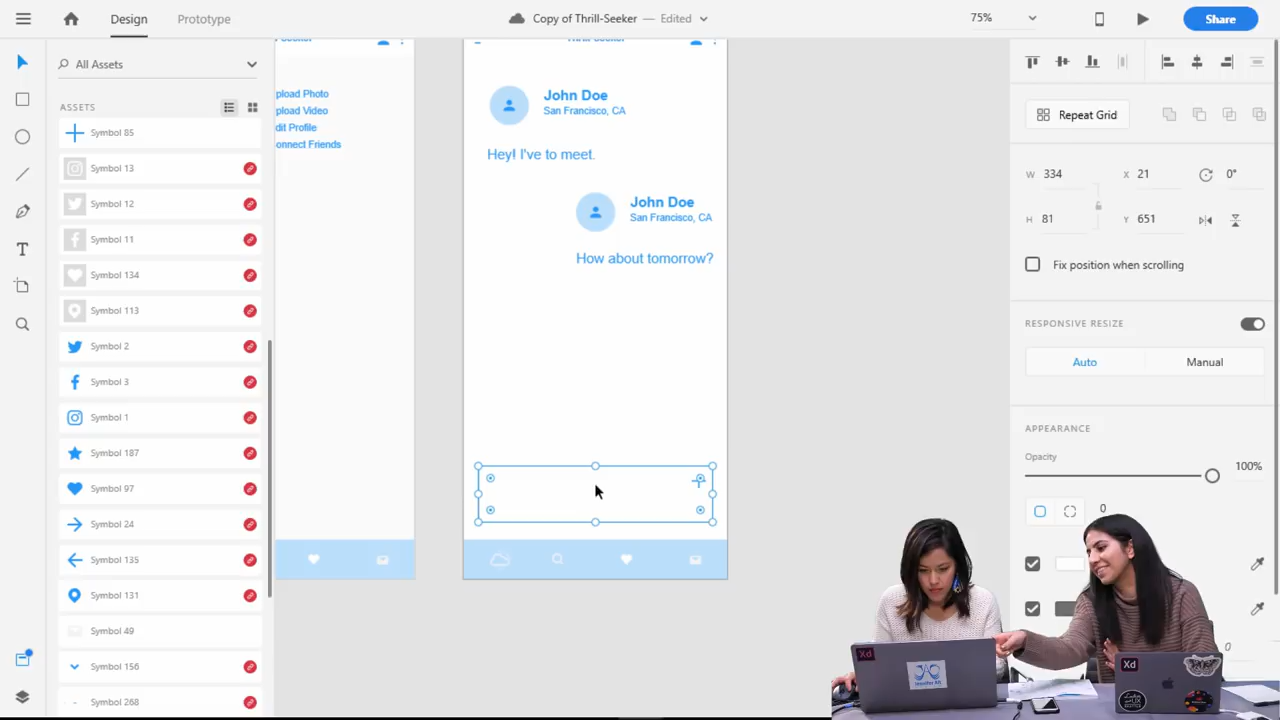 Design
Prototype
Copy of Thrill-Seeker — Edited
75%
Share
All Assets
ASSETS
Symbol 85
Symbol 13
Symbol 12
Symbol 11
Symbol 134
Symbol 113
Symbol 2
Symbol 3
Symbol 1
Symbol 187
Symbol 97
Symbol 24
Symbol 135
Symbol 131
Symbol 49
Symbol 156
Symbol 268
pload Photo
pload Video
dit Profile
onnect Friends
John Doe
San Francisco, CA
Hey! I've to meet.
John Doe
San Francisco, CA
How about tomorrow?
Repeat Grid
W 334 X 21 0°
H 81 Y 651
Fix position when scrolling
RESPONSIVE RESIZE
Auto Manual
APPEARANCE
Opacity
100%
0
0
Xd
Jennifer Aft.
Xd